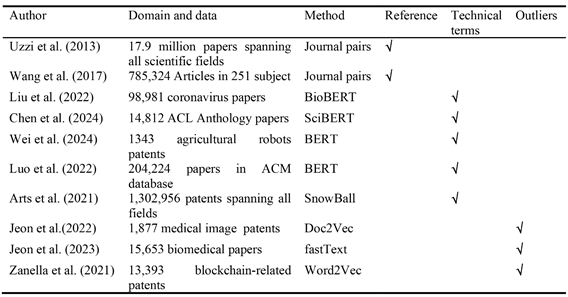 Author Domain and data Method Reference Technical terms Outliers
Uzzi et al. (2013) 17.9 million papers spanning all scientific fields Journal pairs √
Wang et al. (2017) 785,324 Articles in 251 subject Journal pairs √
Liu et al. (2022) 98,981 coronavirus papers BioBERT √
Chen et al. (2024) 14,812 ACL Anthology papers SciBERT √
Wei et al. (2024) 1343 agricultural robots patents BERT √
Luo et al. (2022) 204,224 papers in ACM database BERT √
Arts et al. (2021) 1,302,956 patents spanning all fields SnowBall √
Jeon et al.(2022) 1,877 medical image patents Doc2Vec √
Jeon et al. (2023) 15,653 biomedical papers fastText √
Zanella et al. (2021) 13,393 blockchain-related patents Word2Vec √